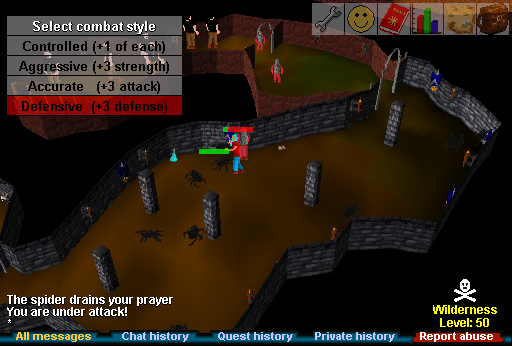 Select combat style
Controlled (+1 of each)
Aggressive (+3 strength)
Accurate (+3 attack)
Defensive (+3 defense)
The spider drains your prayer
You are under attack!
*
Wilderness
Level: 50
All messages
Chat history
Quest history
Private history
Report abuse